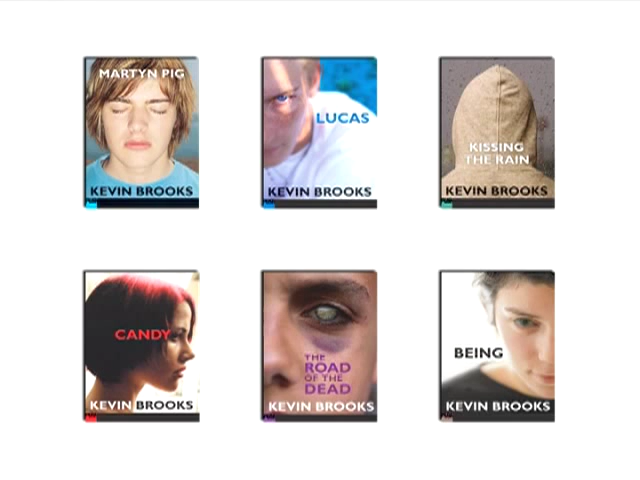 MARTYN PIG
KEVIN BROOKS
LUCAS
KEVIN BROOKS
KISSING
THE RAIN
KEVIN BROOKS
CANDY
KEVIN BROOKS
THE
ROAD
OF THE
DEAD
KEVIN BROOKS
BEING
KEVIN BROOKS